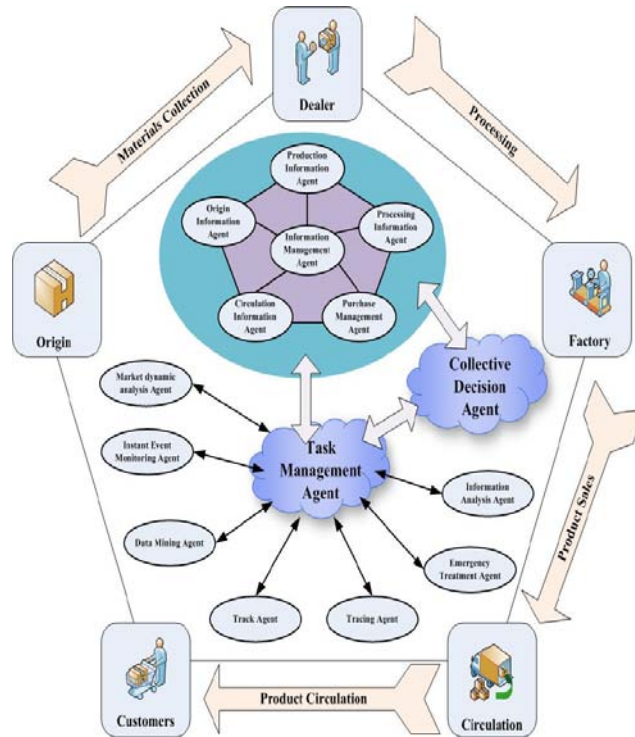 Dealer
Materials Collection
Processing
Production
Information
Agent
Origin
Information
Agent
Processing
Information
Agent
Information
Management
Agent
Circulation
Information
Agent
Purchase
Management
Agent
Origin
Factory
Collective
Decision
Agent
Market dynamic
analysis Agent
Task
Management
Agent
Instant Event
Monitoring Agent
Information
Analysis Agent
Data Mining Agent
Emergency
Treatment Agent
Track Agent
Tracing Agent
Product Sales
Customers
Product Circulation
Circulation